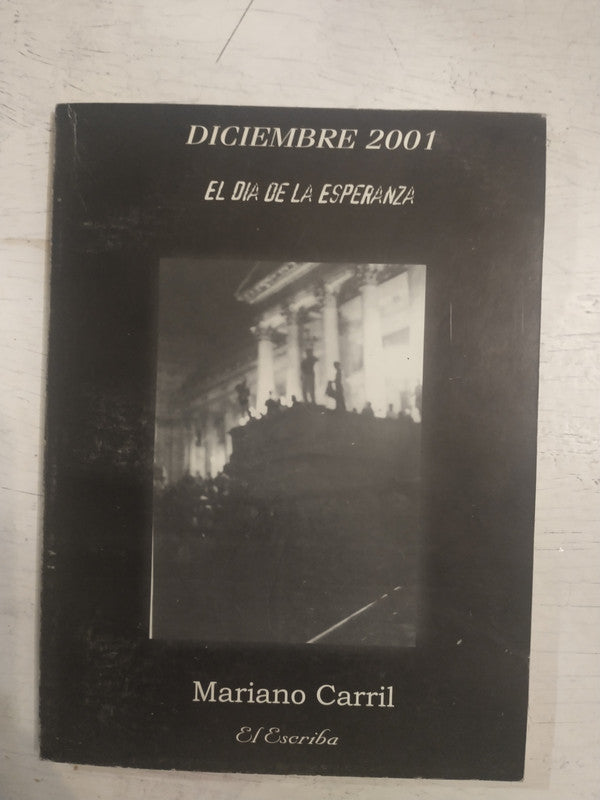 DICIEMBRE 2001
EL DIA DE LA ESPERANZA
Mariano Carril
El Escriba